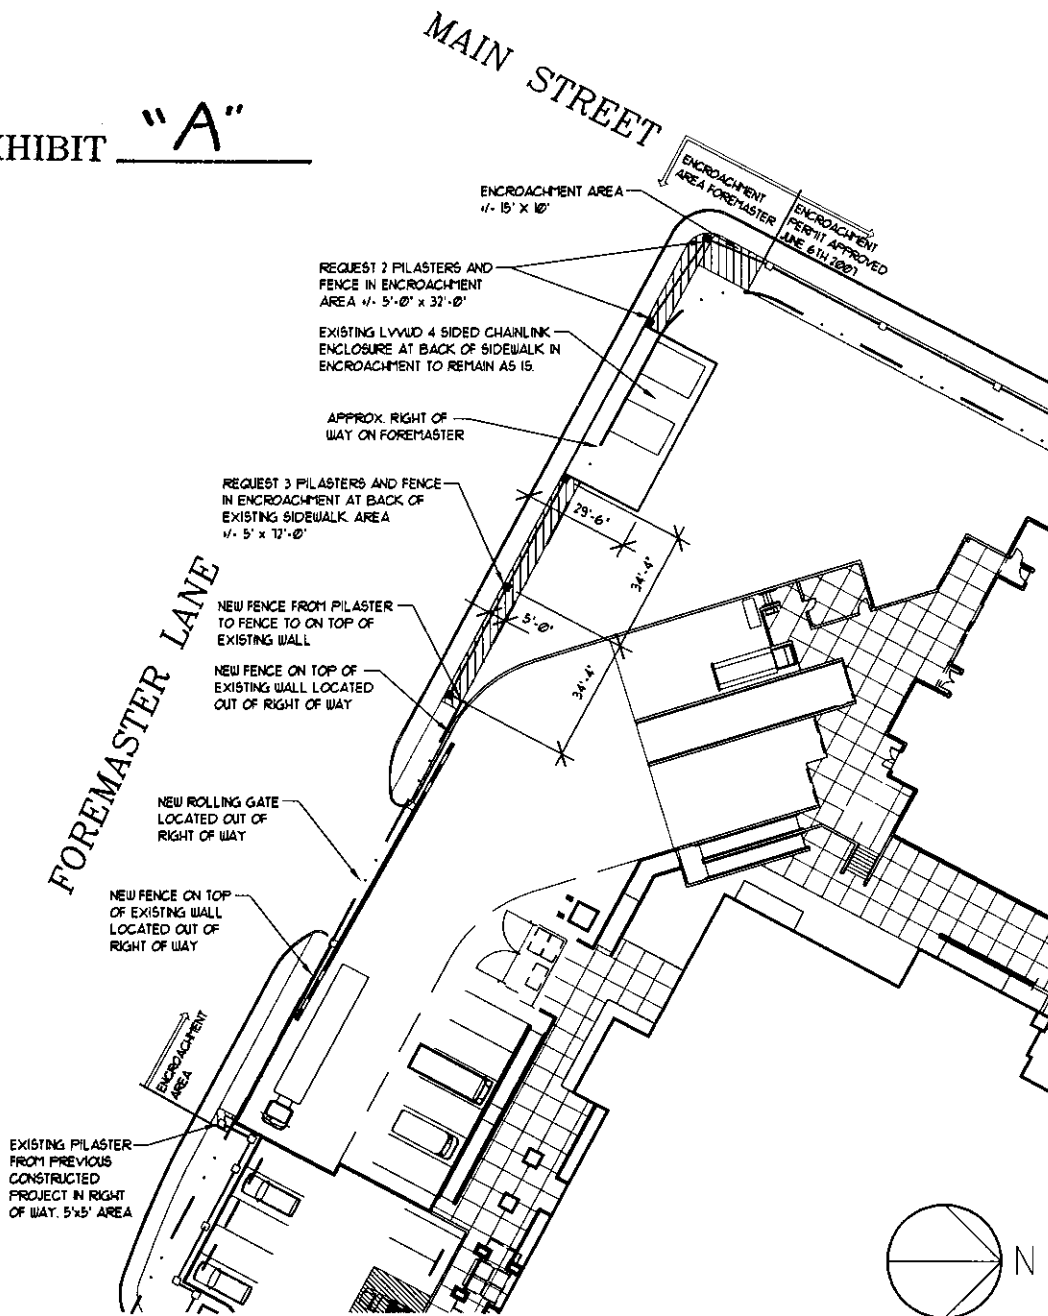 MAIN STREET
XHIBIT "A"
ENCROACHMENT
AREA FOREMASTER
ENCROACHMENT
PERMIT APPROVED
JUNE 6TH 2007
ENCROACHMENT AREA
+/- 15' X 10'
REQUEST 2 PILASTERS AND
FENCE IN ENCROACHMENT
AREA +/- 5'-0" x 32'-0"
EXISTING LVVWD 4 SIDED CHAINLINK
ENCLOSURE AT BACK OF SIDEWALK IN
ENCROACHMENT TO REMAIN AS IS.
APPROX. RIGHT OF
WAY ON FOREMASTER
REQUEST 3 PILASTERS AND FENCE
IN ENCROACHMENT AT BACK OF
EXISTING SIDEWALK AREA
+/- 5' x 72'-0"
29'-6"
34'-4"
FOREMASTER LANE
NEW FENCE FROM PILASTER
TO FENCE TO ON TOP OF
EXISTING WALL
5'-0"
34'-4"
NEW FENCE ON TOP OF
EXISTING WALL LOCATED
OUT OF RIGHT OF WAY
NEW ROLLING GATE
LOCATED OUT OF
RIGHT OF WAY
NEW FENCE ON TOP
OF EXISTING WALL
LOCATED OUT OF
RIGHT OF WAY
ENCROACHMENT
AREA
EXISTING PILASTER
FROM PREVIOUS
CONSTRUCTED
PROJECT IN RIGHT
OF WAY. 5'x5' AREA
N